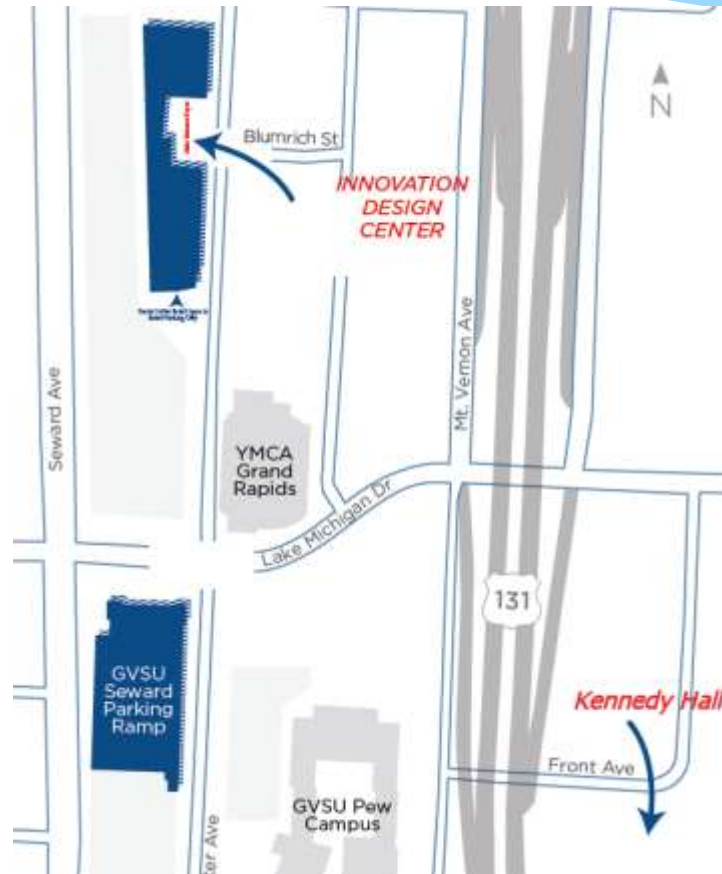 N
Blumrich St
INNOVATION
DESIGN
CENTER
Seward Ave
Mt. Vernon Ave
YMCA
Grand
Rapids
Lake Michigan Dr
131
GVSU
Seward
Parking
Ramp
Kennedy Hall
Front Ave
GVSU Pew
Campus
ker Ave